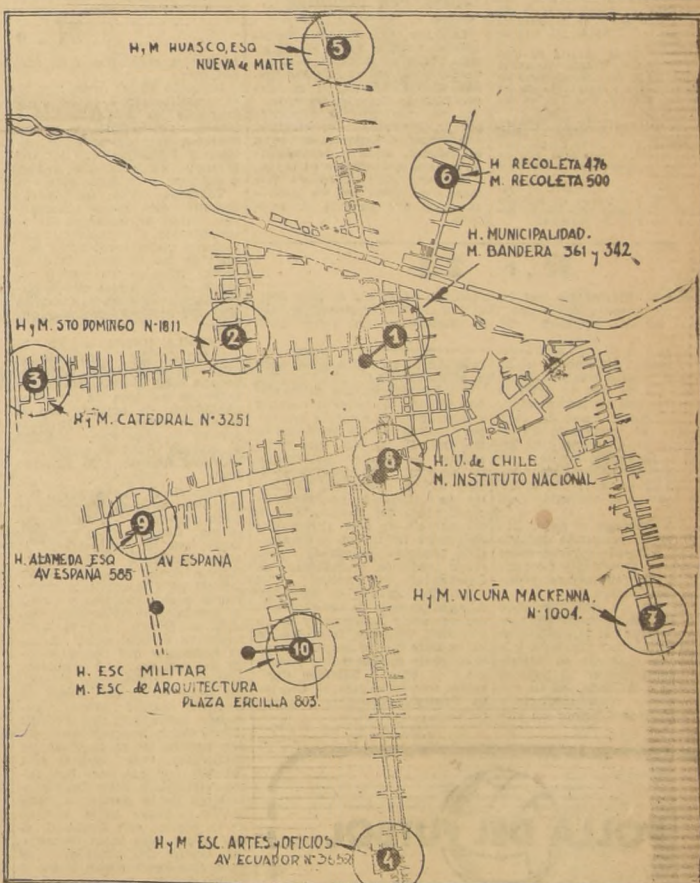 H, y M HUASCO, ESQ
NUEVA de MATTE
5
6
H RECOLETA 476
M. RECOLETA 500
H. MUNICIPALIDAD.
M. BANDERA 361 y 342
H y M. STO DOMINGO N·1811
2
1
3
H y M. CATEDRAL N·3251
8
H. U. de CHILE
M. INSTITUTO NACIONAL
9
H. ALAMEDA ESQ
AV ESPAÑA 585
AV ESPAÑA
H y M. VICUÑA MACKENNA.
N·1004.
7
10
H. ESC MILITAR
M. ESC de ARQUITECTURA
PLAZA ERCILLA 803.
H y M ESC. ARTES y OFICIOS
AV ECUADOR
4